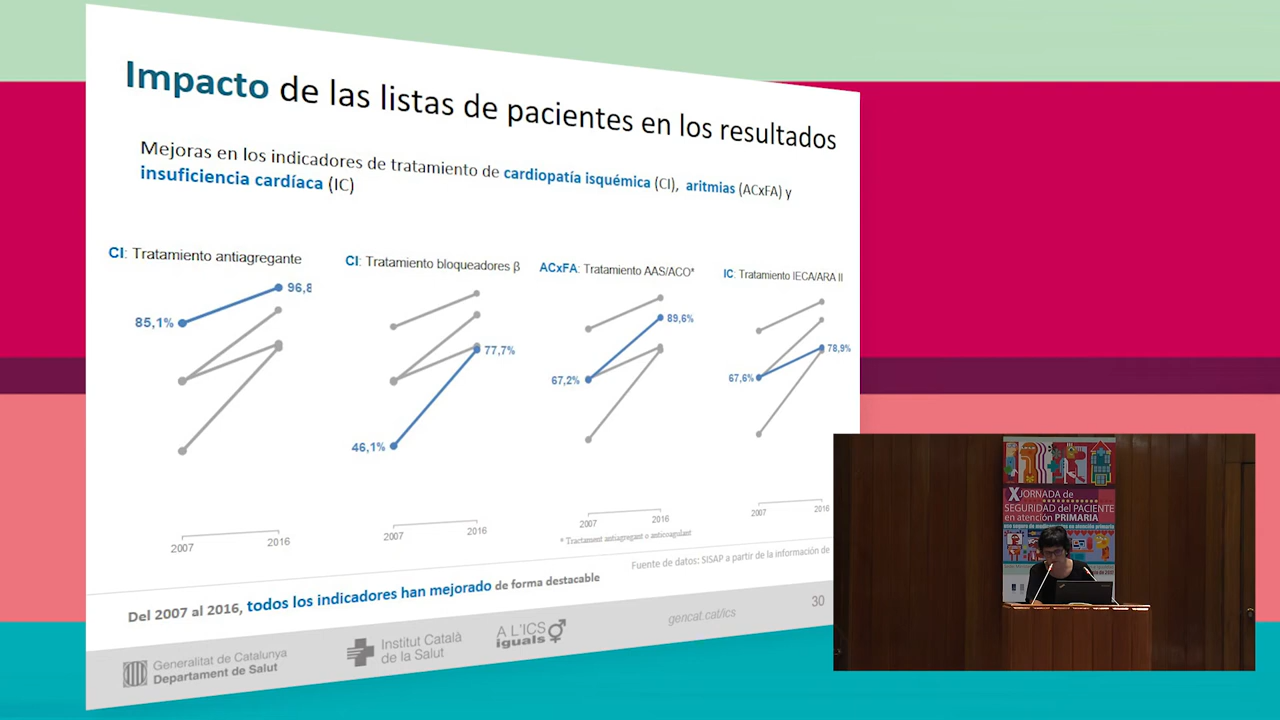 Impacto de las listas de pacientes en los resultados
Mejoras en los indicadores de tratamiento de cardiopatía isquémica (CI), aritmias (ACxFA) y
insuficiencia cardíaca (IC)
CI: Tratamiento antiagregante
96,8
85,1%
2007
2016
CI: Tratamiento bloqueadores β
77,7%
46,1%
2007
2016
ACxFA: Tratamiento AAS/ACO*
89,6%
67,2%
2007
2016
* Tractament antiagregant o anticoagulant
IC: Tratamiento IECA/ARA II
78,9%
67,6%
2007
2016
Fuente de datos: SISAP a partir de la información de
Del 2007 al 2016, todos los indicadores han mejorado de forma destacable
Generalitat de Catalunya
Departament de Salut
Institut Català
de la Salut
A L'ICS
iguals
gencat.cat/ics
30
X JORNADA de
SEGURIDAD del PACIENTE
en atención PRIMARIA